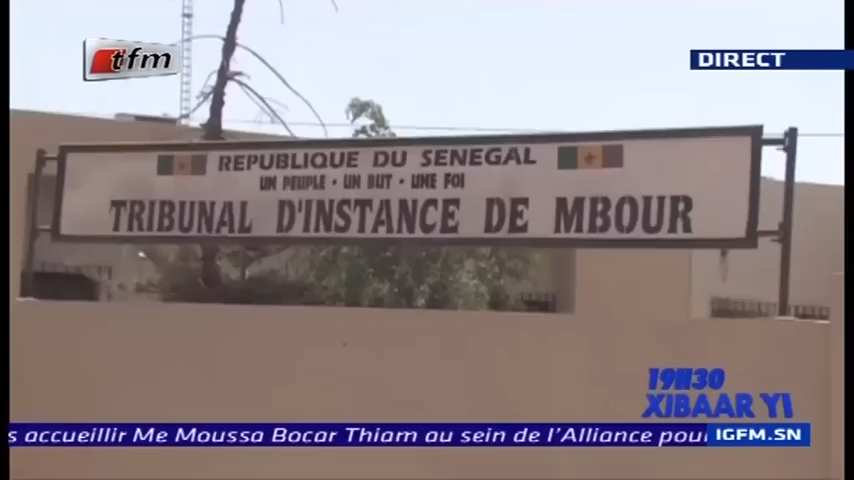 tfm
DIRECT
REPUBLIQUE DU SENEGAL
UN PEUPLE • UN BUT • UNE FOI
TRIBUNAL D'INSTANCE DE MBOUR
19H30
XIBAAR YI
s accueillir Me Moussa Bocar Thiam au sein de l'Alliance pour
IGFM.SN